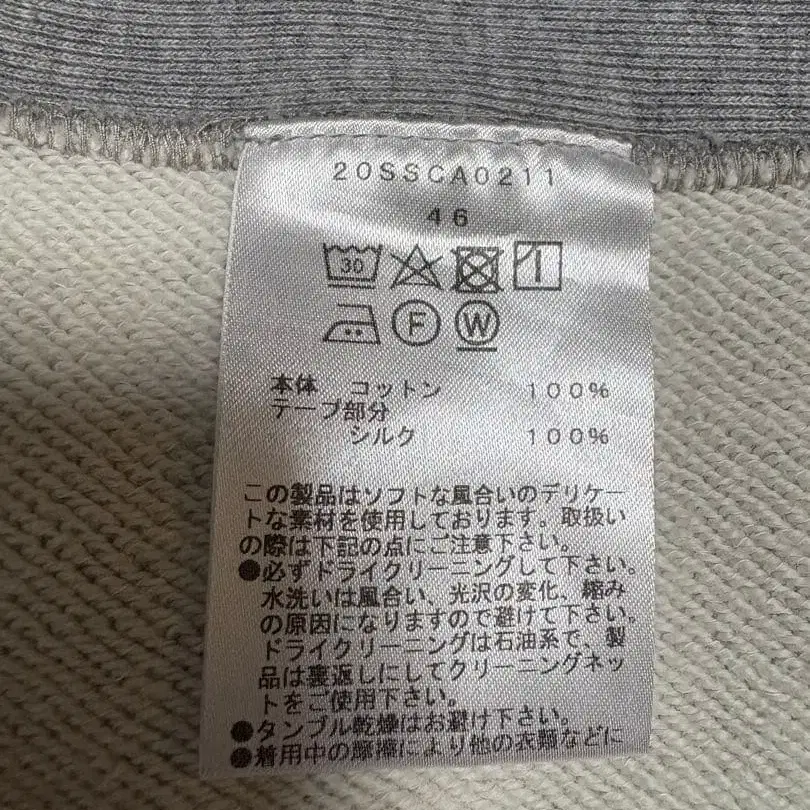 20SSCA0211
46
30
F
W
本体 コットン 100%
テープ部分
シルク 100%
この製品はソフトな風合いのデリケー
トな素材を使用しております。取扱い
の際は下記の点にご注意下さい。
●必ずドライクリーニングして下さい。
水洗いは風合い、光沢の変化、縮み
の原因になりますので避けて下さい。
ドライクリーニングは石油系で、製
品は裏返しにしてクリーニングネッ
トをご使用下さい。
●タンブル乾燥はお避け下さい。
●着用中の摩擦により他の衣類などに